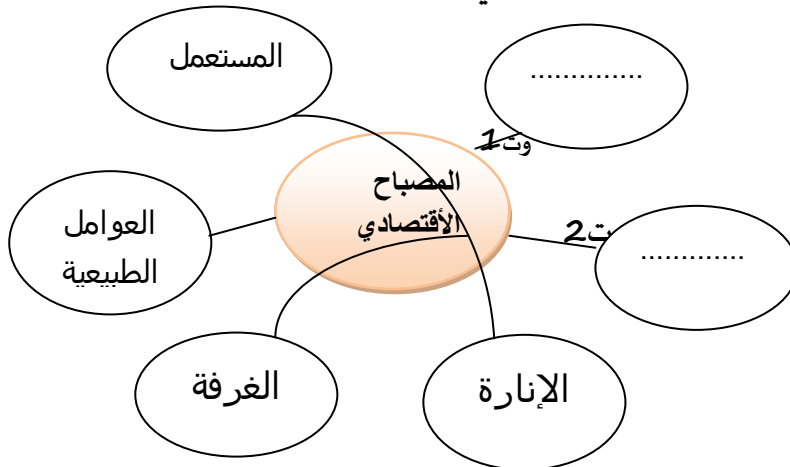 المستعمل
..............
وت1
المصباح
الأقتصادي
العوامل
الطبيعية
ت2
.............
الغرفة
الإنارة